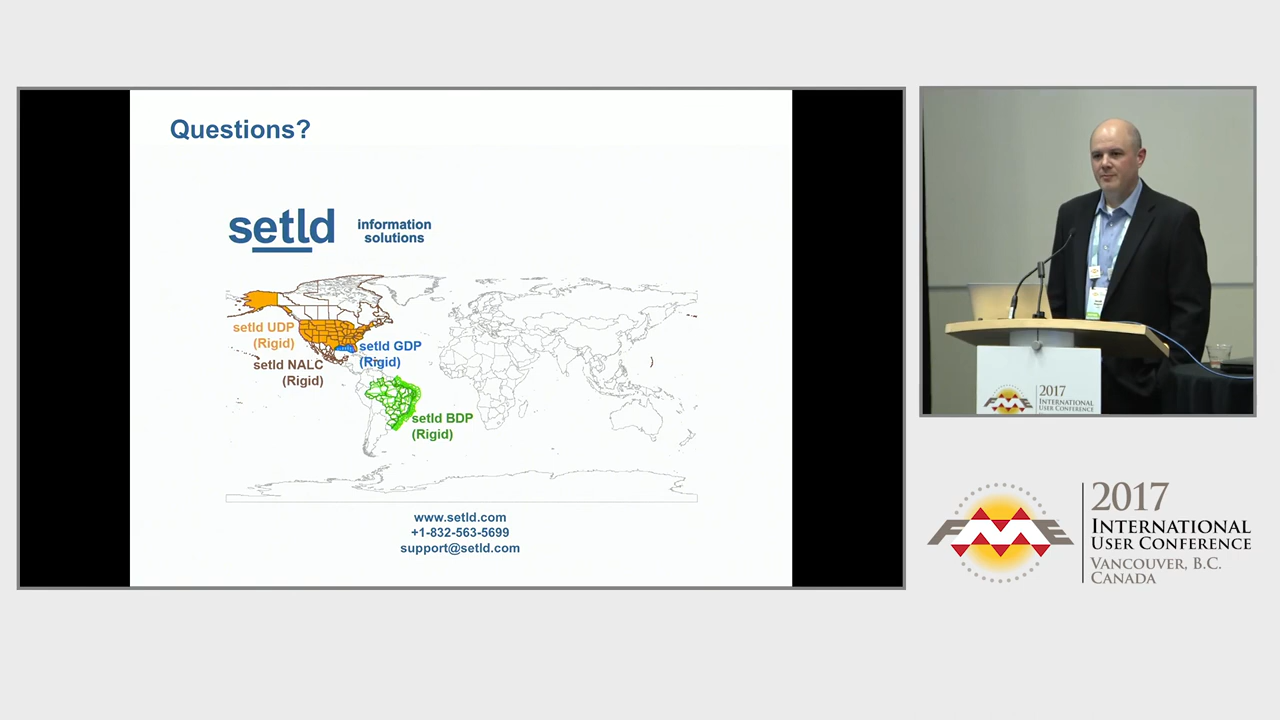 Questions?
setld
information
solutions
setld UDP
(Rigid)
setld GDP
(Rigid)
setld NALC
(Rigid)
setld BDP
(Rigid)
www.setld.com
+1-832-563-5699
support@setld.com
FME
2017
INTERNATIONAL
USER CONFERENCE
FME
2017
INTERNATIONAL
USER CONFERENCE
VANCOUVER, B.C.
CANADA